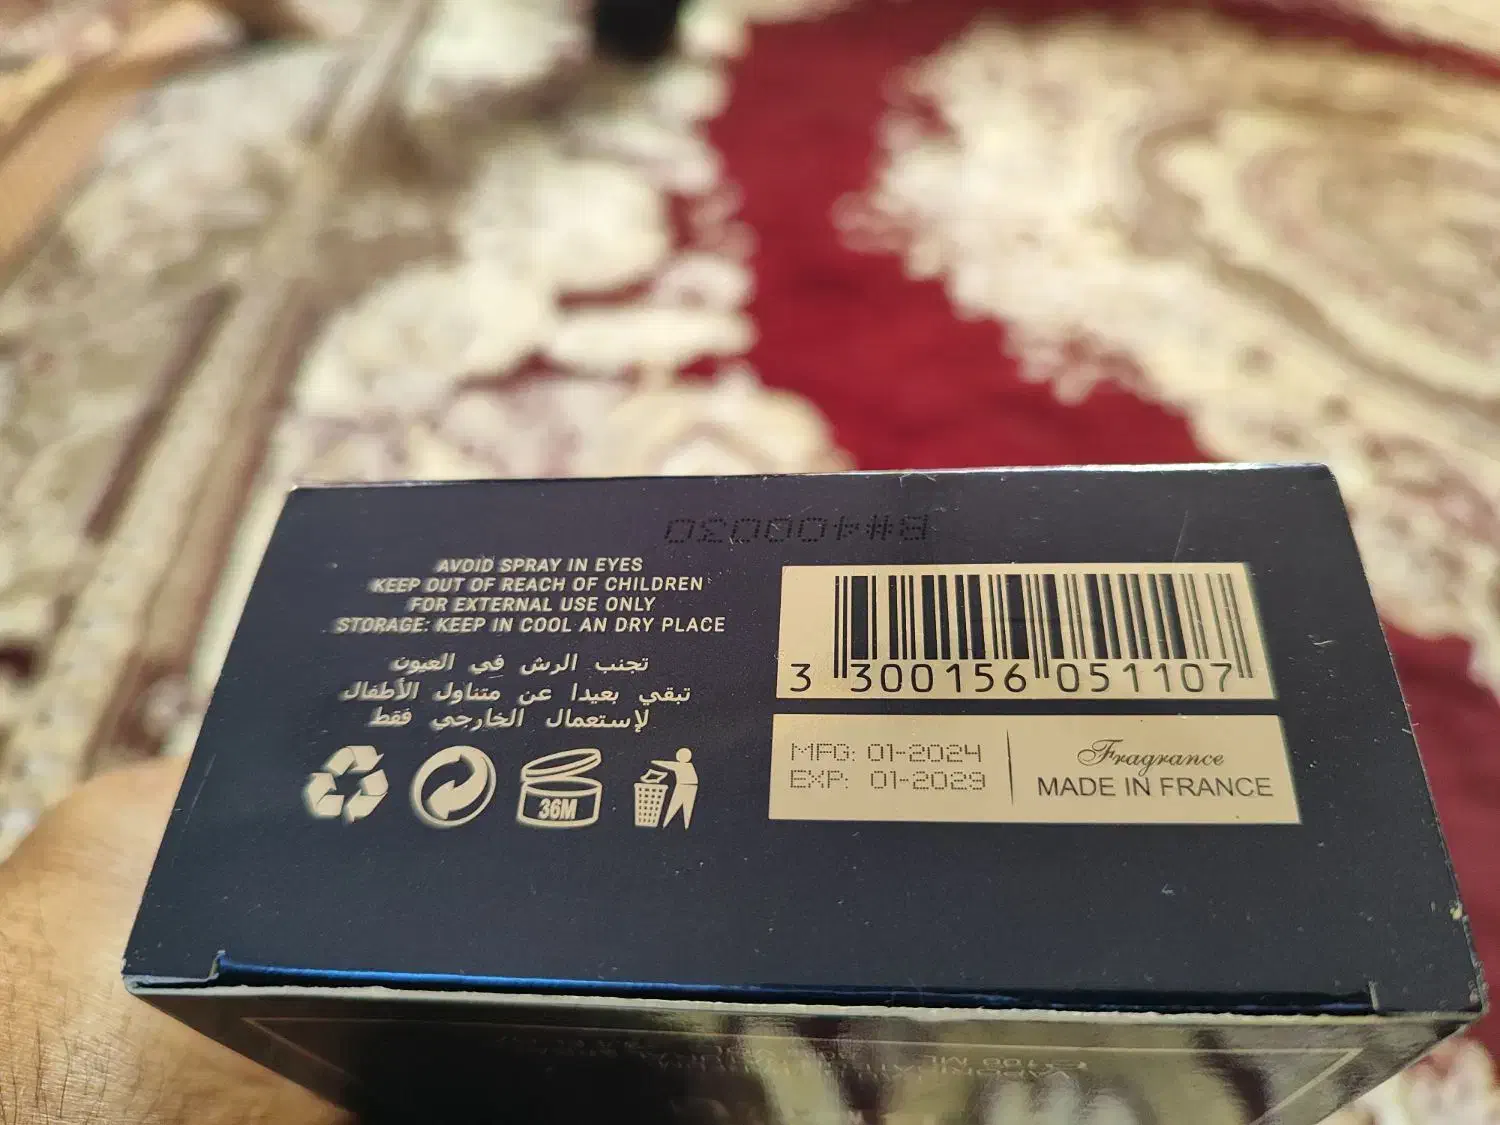 B#400030
AVOID SPRAY IN EYES
KEEP OUT OF REACH OF CHILDREN
FOR EXTERNAL USE ONLY
STORAGE: KEEP IN COOL AN DRY PLACE
تجنب الرش في العيون
تبقي بعيدا عن متناول الأطفال
لإستعمال الخارجي فقط
36M
3 300156 051107
MFG: 01-2024
EXP: 01-2029
Fragrance
MADE IN FRANCE